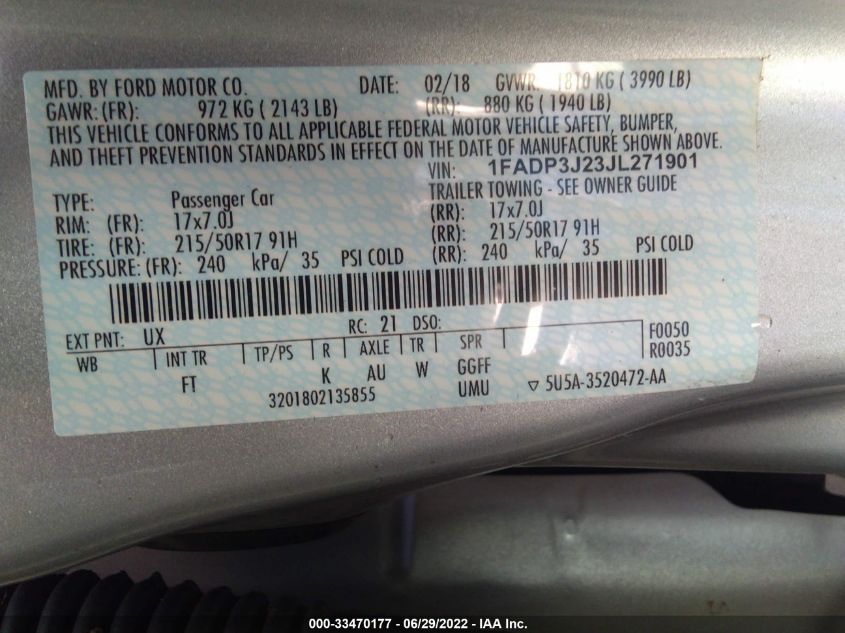 MFD. BY FORD MOTOR CO. DATE: 02/18 GVWR: 1810 KG ( 3990 LB)
GAWR: (FR): 972 KG ( 2143 LB) (RR): 880 KG ( 1940 LB)
THIS VEHICLE CONFORMS TO ALL APPLICABLE FEDERAL MOTOR VEHICLE SAFETY, BUMPER,
AND THEFT PREVENTION STANDARDS IN EFFECT ON THE DATE OF MANUFACTURE SHOWN ABOVE.
VIN: 1FADP3J23JL271901
TYPE: Passenger Car TRAILER TOWING - SEE OWNER GUIDE
RIM: (FR): 17x7.0J (RR): 17x7.0J
TIRE: (FR): 215/50R17 91H (RR): 215/50R17 91H
PRESSURE: (FR): 240 kPa/ 35 PSI COLD (RR): 240 kPa/ 35 PSI COLD
EXT PNT: UX RC: 21 DSO: F0050
WB INT TR TP/PS R AXLE TR SPR R0035
FT K AU W GGFF
3201802135855 UMU ▽ 5U5A-3520472-AA
000-33470177 - 06/29/2022 - IAA Inc.